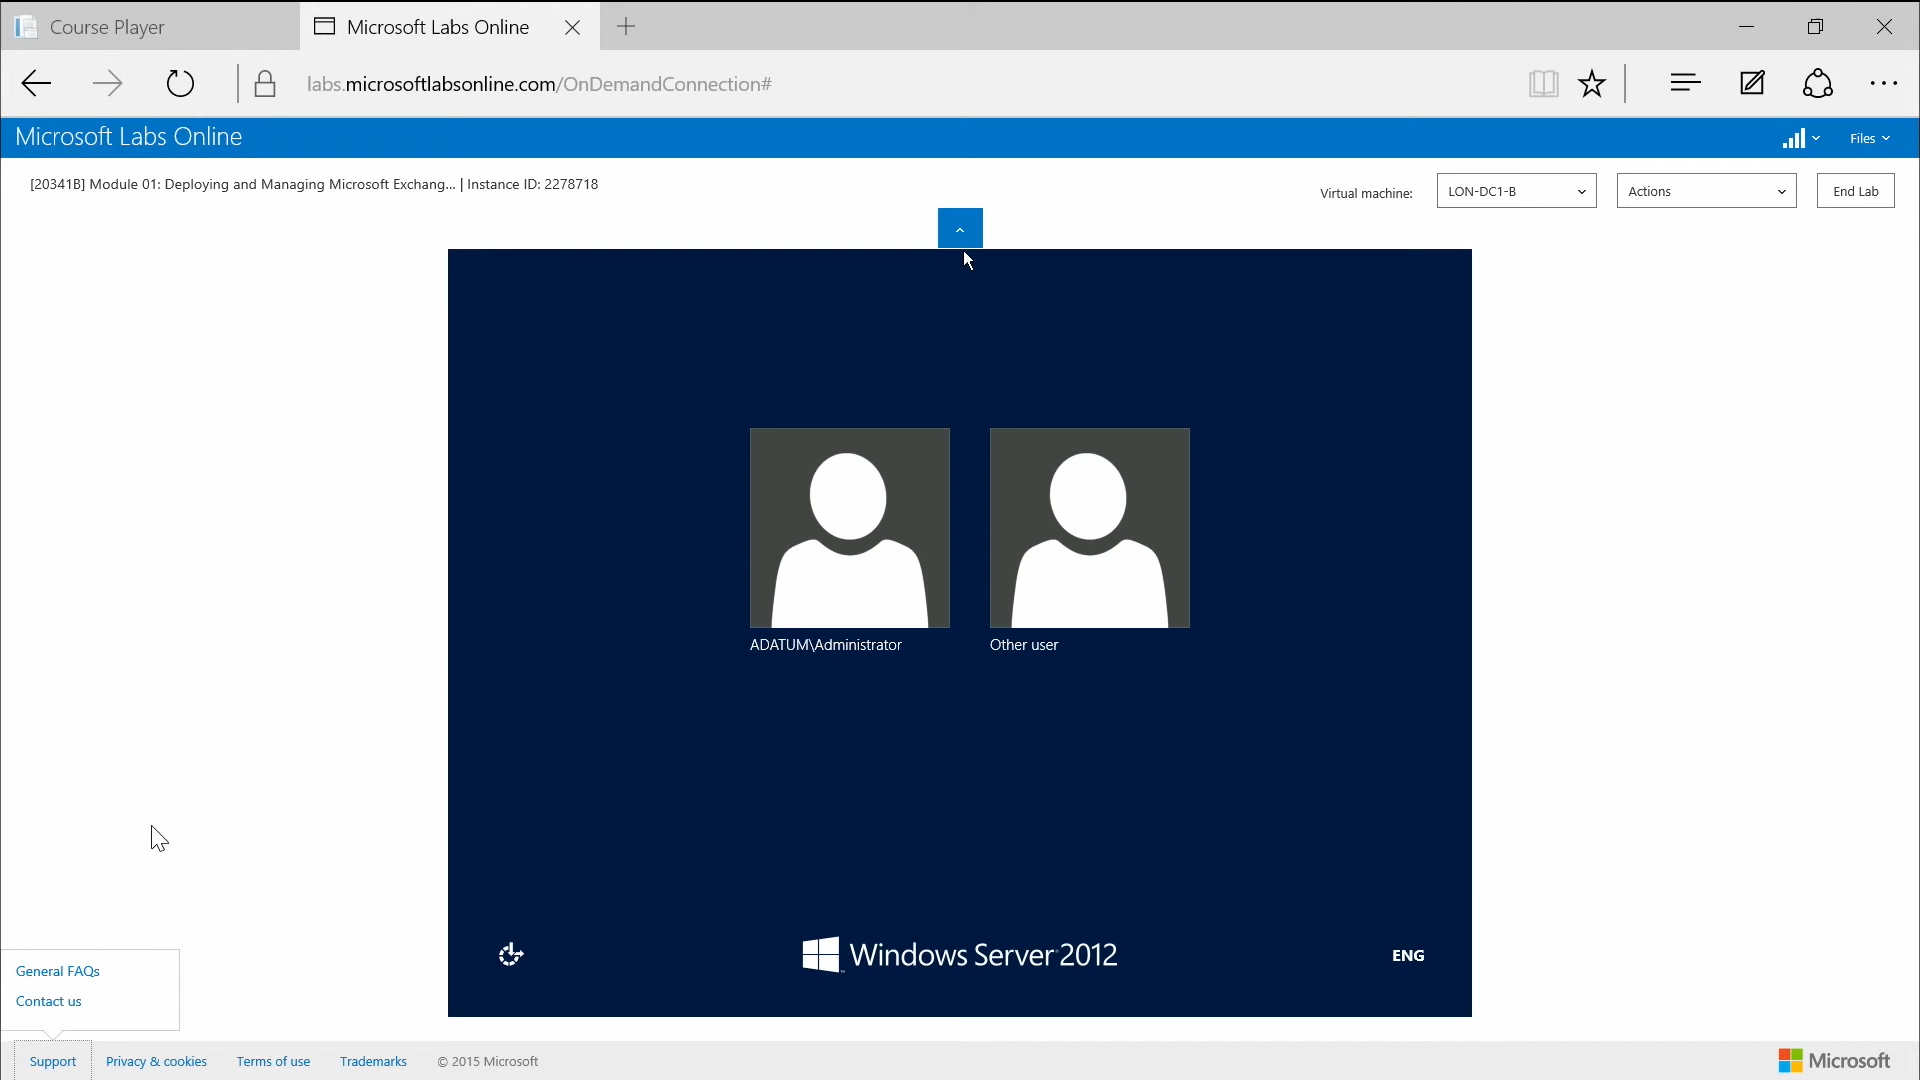 Course Player
Microsoft Labs Online
labs.microsoftlabsonline.com/OnDemandConnection#
Microsoft Labs Online
Files
[20341B] Module 01: Deploying and Managing Microsoft Exchang... | Instance ID: 2278718
Virtual machine:
LON-DC1-B
Actions
End Lab
ADATUM\Administrator
Other user
Windows Server 2012
ENG
General FAQs
Contact us
Support
Privacy & cookies
Terms of use
Trademarks
© 2015 Microsoft
Microsoft